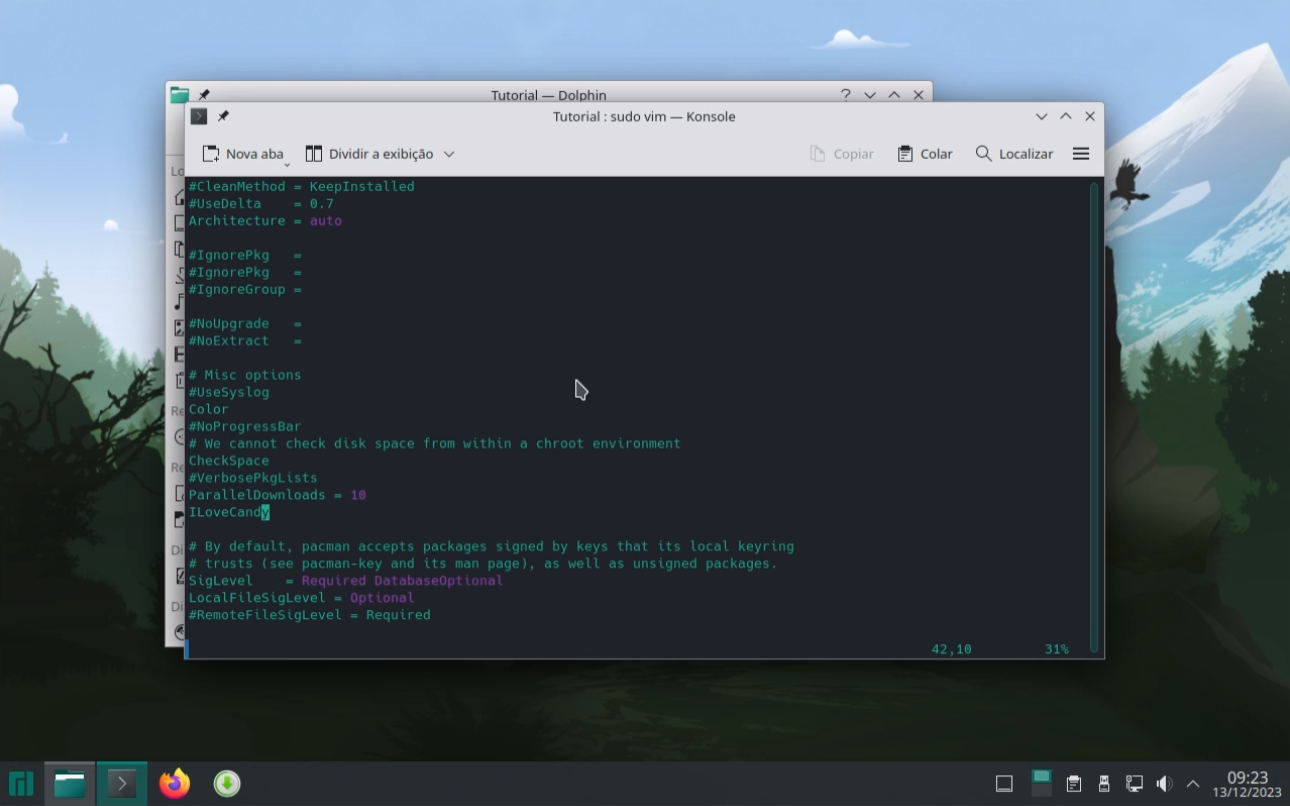 Tutorial — Dolphin
Tutorial : sudo vim — Konsole
Nova aba
Dividir a exibição
Copiar
Colar
Localizar
#CleanMethod = KeepInstalled
#UseDelta    = 0.7
Architecture = auto
#IgnorePkg   =
#IgnorePkg   =
#IgnoreGroup =
#NoUpgrade   =
#NoExtract   =
# Misc options
#UseSyslog
Color
#NoProgressBar
# We cannot check disk space from within a chroot environment
CheckSpace
#VerbosePkgLists
ParallelDownloads = 10
ILoveCandy
# By default, pacman accepts packages signed by keys that its local keyring
# trusts (see pacman-key and its man page), as well as unsigned packages.
SigLevel    = Required DatabaseOptional
LocalFileSigLevel = Optional
#RemoteFileSigLevel = Required
42,10
31%
09:23
13/12/2023